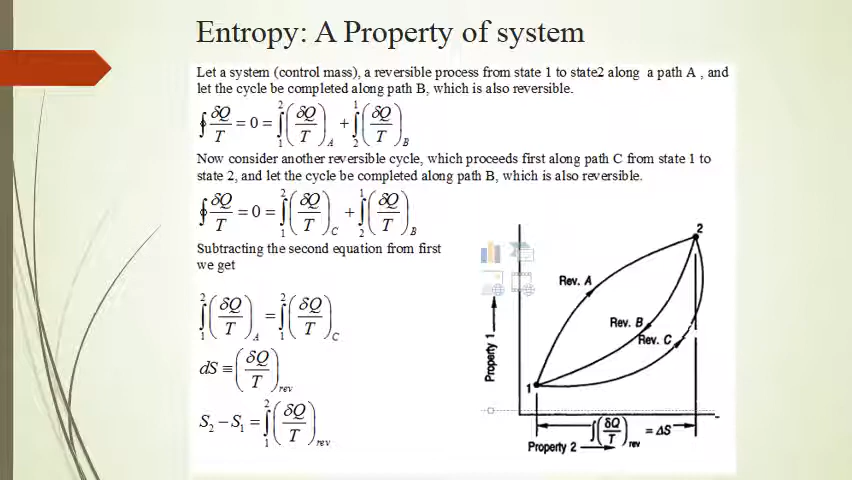 Entropy: A Property of system
Let a system (control mass), a reversible process from state 1 to state2 along a path A , and
let the cycle be completed along path B, which is also reversible.
∮ δQ/T = 0 = ∫₁² (δQ/T)_A + ∫₂¹ (δQ/T)_B
Now consider another reversible cycle, which proceeds first along path C from state 1 to
state 2, and let the cycle be completed along path B, which is also reversible.
∮ δQ/T = 0 = ∫₁² (δQ/T)_C + ∫₂¹ (δQ/T)_B
Subtracting the second equation from first
we get
∫₁² (δQ/T)_A = ∫₁² (δQ/T)_C
dS ≡ (δQ/T)_rev
S₂ − S₁ = ∫₁² (δQ/T)_rev
2
Rev. A
Rev. B
Rev. C
Property 1
1
∫(δQ/T)_rev = ΔS
Property 2